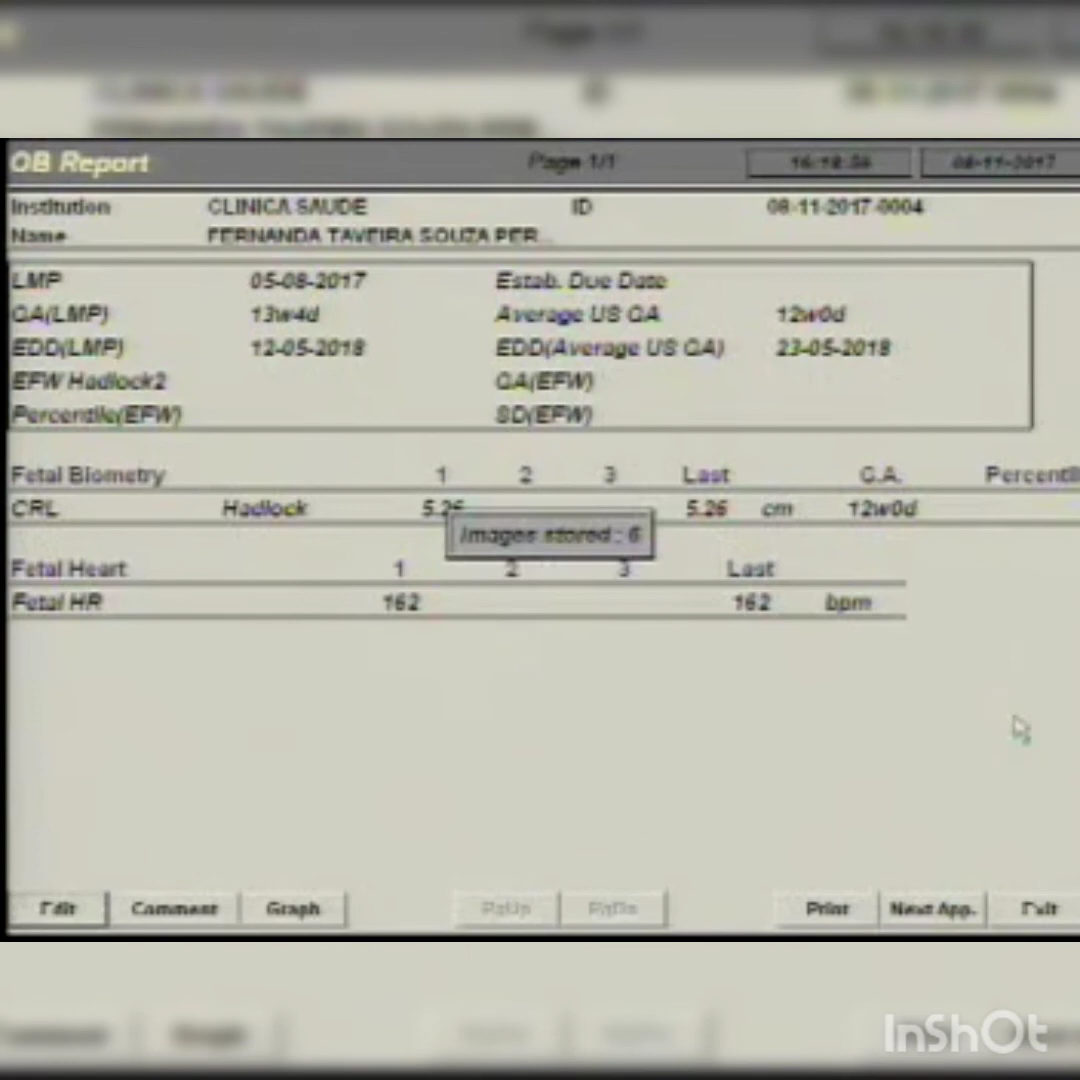 OB Report Page 1/1 16:18:36 08-11-2017
Institution CLINICA SAUDE ID 08-11-2017-0004
Name FERNANDA TAVEIRA SOUZA PER...
LMP 05-08-2017 Estab. Due Date
GA(LMP) 13w4d Average US GA 12w0d
EDD(LMP) 12-05-2018 EDD(Average US GA) 23-05-2018
EFW Hadlock2 GA(EFW)
Percentile(EFW) SD(EFW)
Fetal Biometry 1 2 3 Last G.A. Percentil
CRL Hadlock 5.26 5.26 cm 12w0d
Images stored : 6
Fetal Heart 1 2 3 Last
Fetal HR 162 162 bpm
Edit Comment Graph PgUp PgDn Print Next App. Exit
InShOt